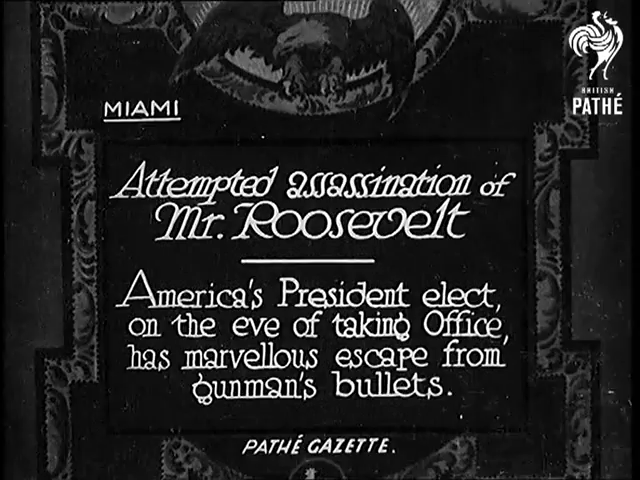 MIAMI
BRITISH
PATHÉ
Attempted assassination of
Mr. Roosevelt
America's President elect,
on the eve of taking Office,
has marvellous escape from
gunman's bullets.
PATHÉ GAZETTE.